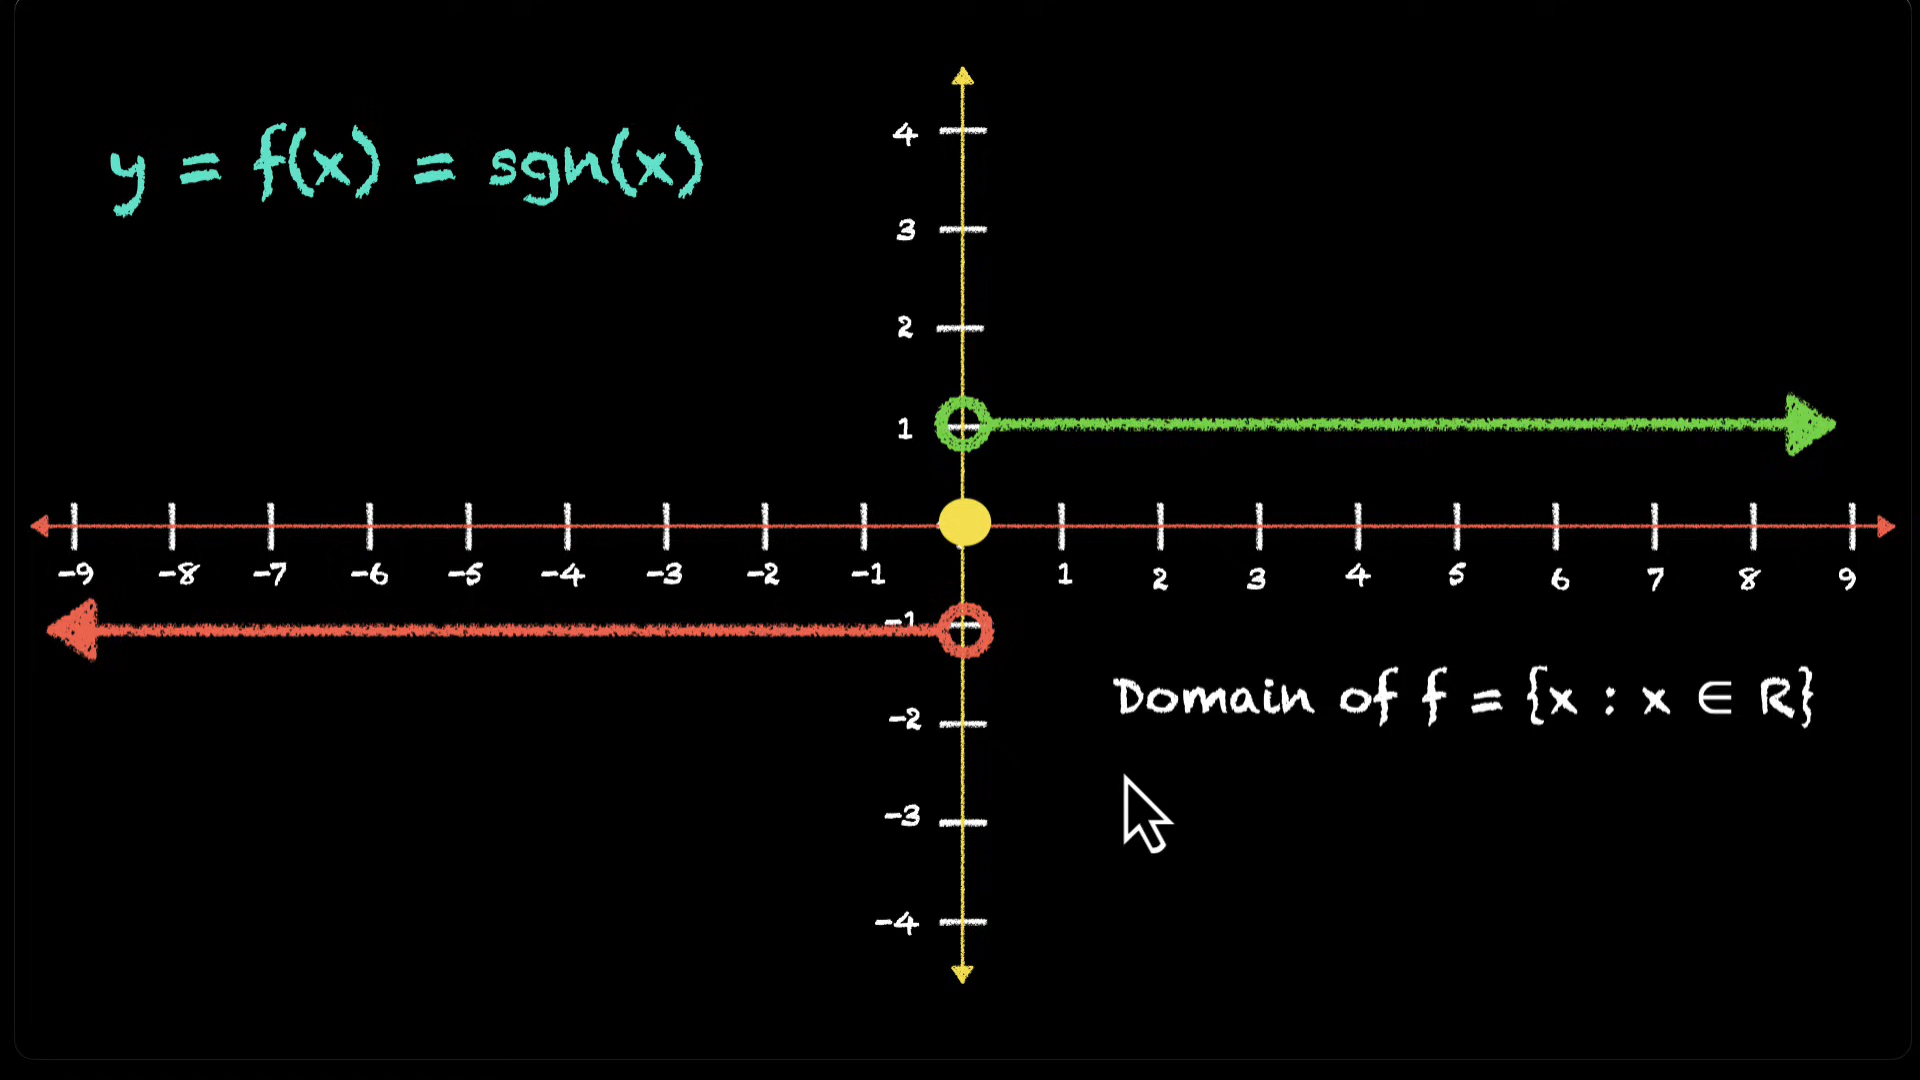 y = f(x) = sgn(x)
4
3
2
1
-9 -8 -7 -6 -5 -4 -3 -2 -1 1 2 3 4 5 6 7 8 9
-1
Domain of f = {x : x ∈ R}
-2
-3
-4